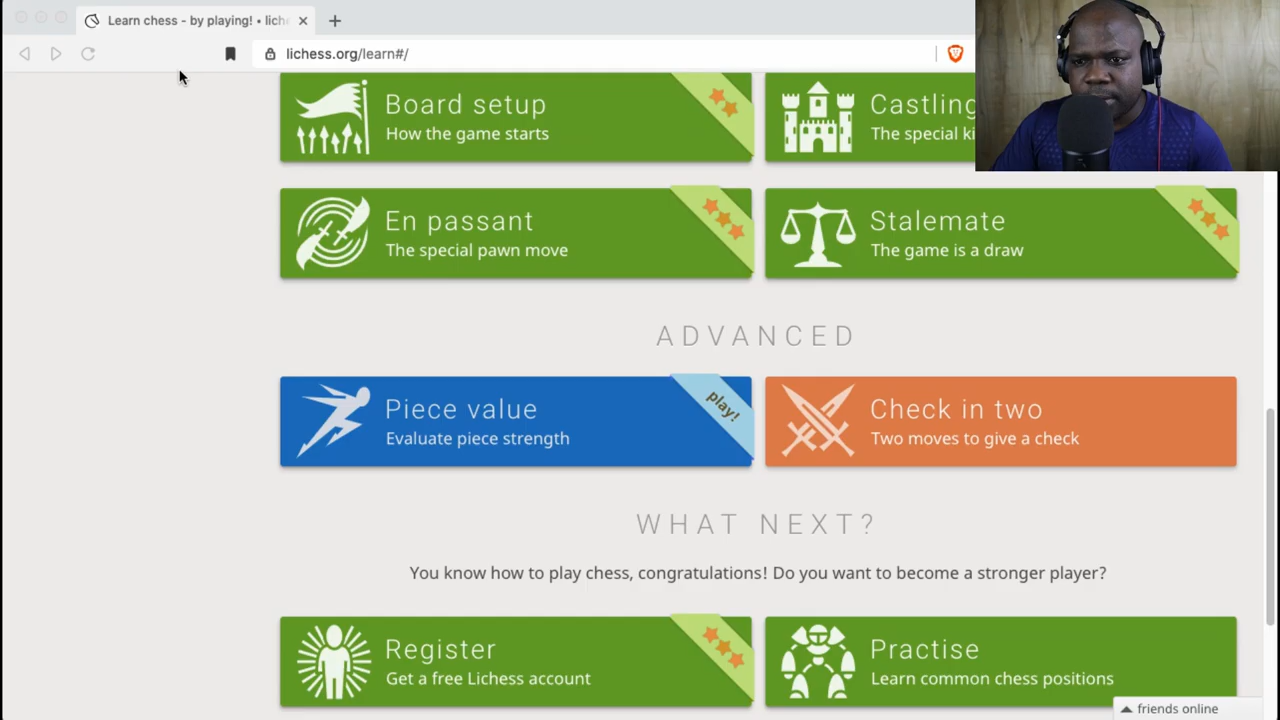 Learn chess - by playing! • lich
lichess.org/learn#/
Board setup
How the game starts
Castling
The special ki
En passant
The special pawn move
Stalemate
The game is a draw
ADVANCED
Piece value
Evaluate piece strength
play!
Check in two
Two moves to give a check
WHAT NEXT?
You know how to play chess, congratulations! Do you want to become a stronger player?
Register
Get a free Lichess account
Practise
Learn common chess positions
friends online